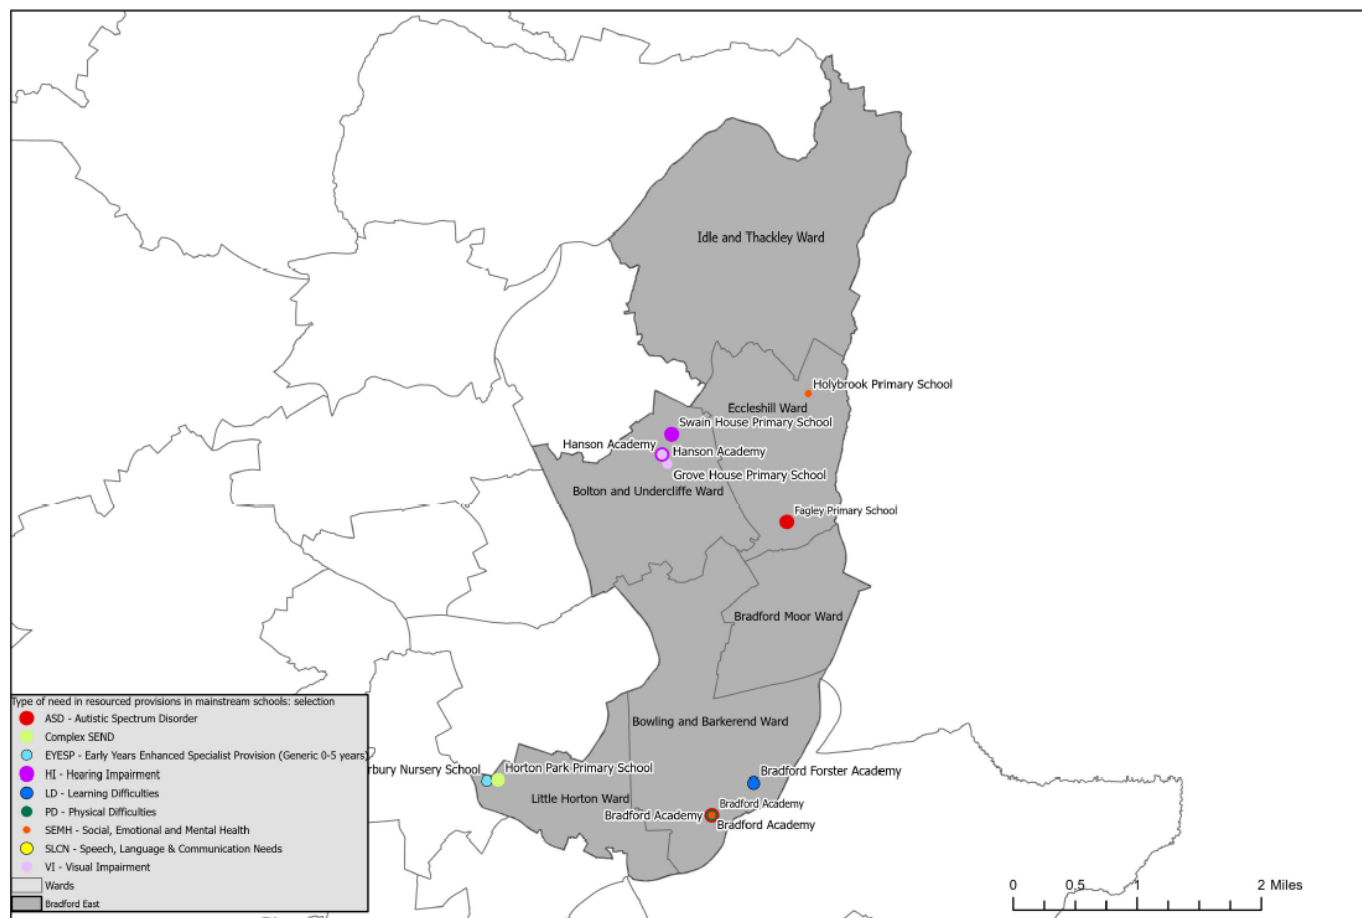 Idle and Thackley Ward
Holybrook Primary School
Eccleshill Ward
Swain House Primary School
Hanson Academy
Hanson Academy
Grove House Primary School
Bolton and Undercliffe Ward
Fagley Primary School
Bradford Moor Ward
Bowling and Barkerend Ward
Type of need in resourced provisions in mainstream schools: selection
ASD - Autistic Spectrum Disorder
Complex SEND
EYESP - Early Years Enhanced Specialist Provision (Generic 0-5 years)
HI - Hearing Impairment
LD - Learning Difficulties
PD - Physical Difficulties
SEMH - Social, Emotional and Mental Health
SLCN - Speech, Language & Communication Needs
VI - Visual Impairment
Wards
Bradford East
rbury Nursery School
Horton Park Primary School
Bradford Forster Academy
Little Horton Ward
Bradford Academy
Bradford Academy
Bradford Academy
0 0.5 1 2 Miles